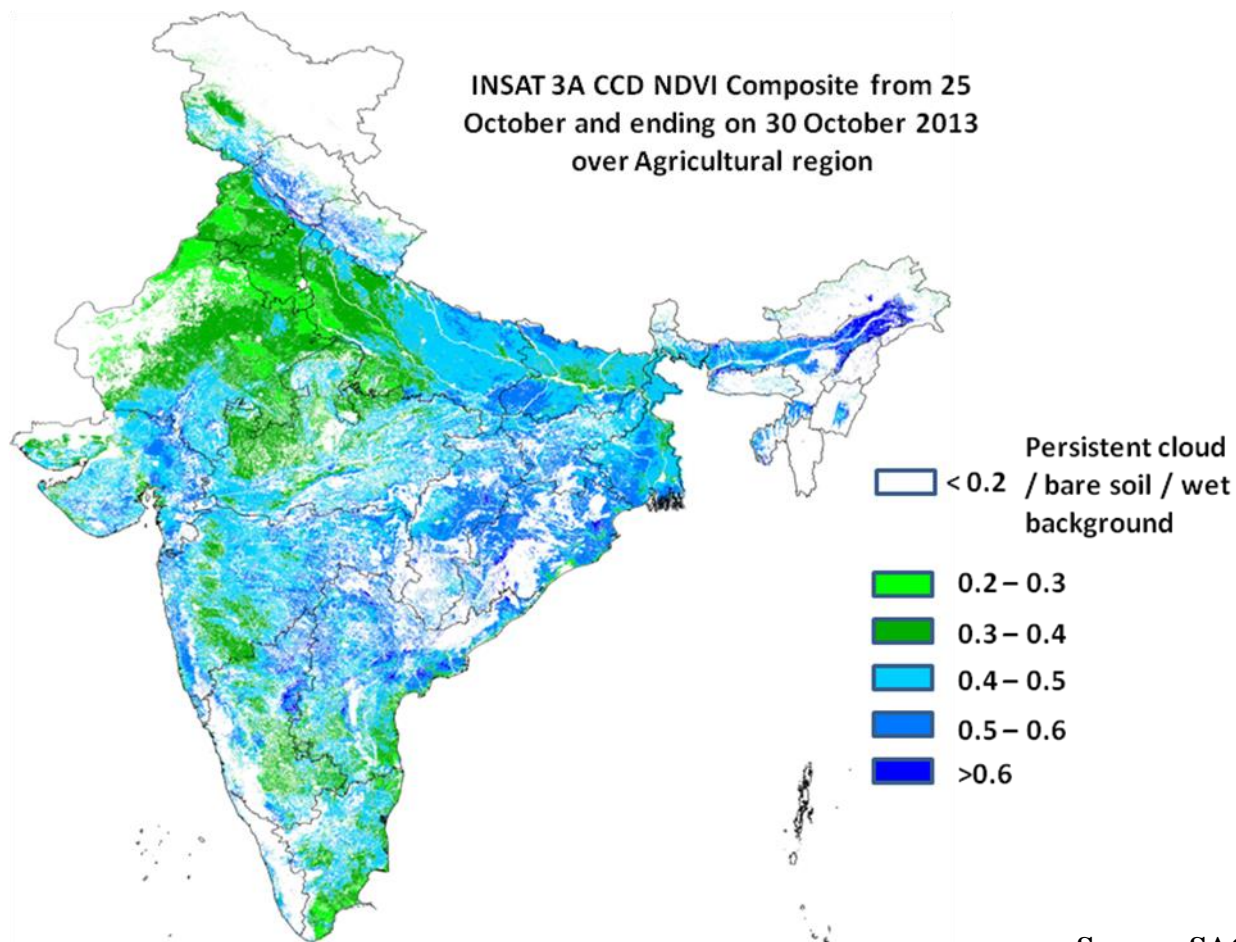 INSAT 3A CCD NDVI Composite from 25
October and ending on 30 October 2013
over Agricultural region
< 0.2
Persistent cloud
/ bare soil / wet
background
0.2 – 0.3
0.3 – 0.4
0.4 – 0.5
0.5 – 0.6
>0.6